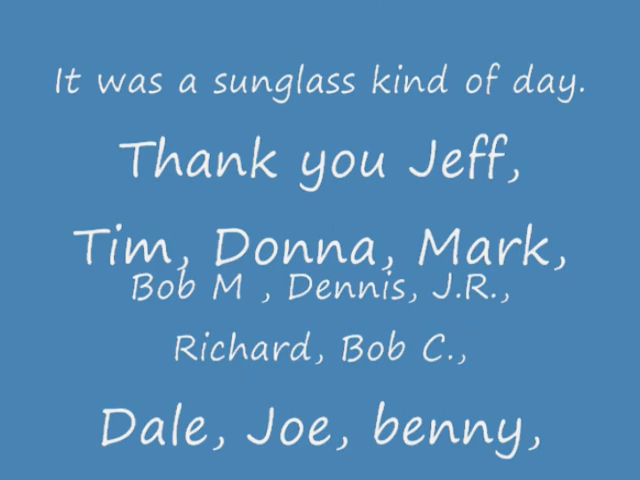 It was a sunglass kind of day.
Thank you Jeff,
Tim, Donna, Mark,
Bob M , Dennis, J.R.,
Richard, Bob C.,
Dale, Joe, benny,